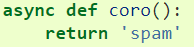 async def coro():
    return 'spam'